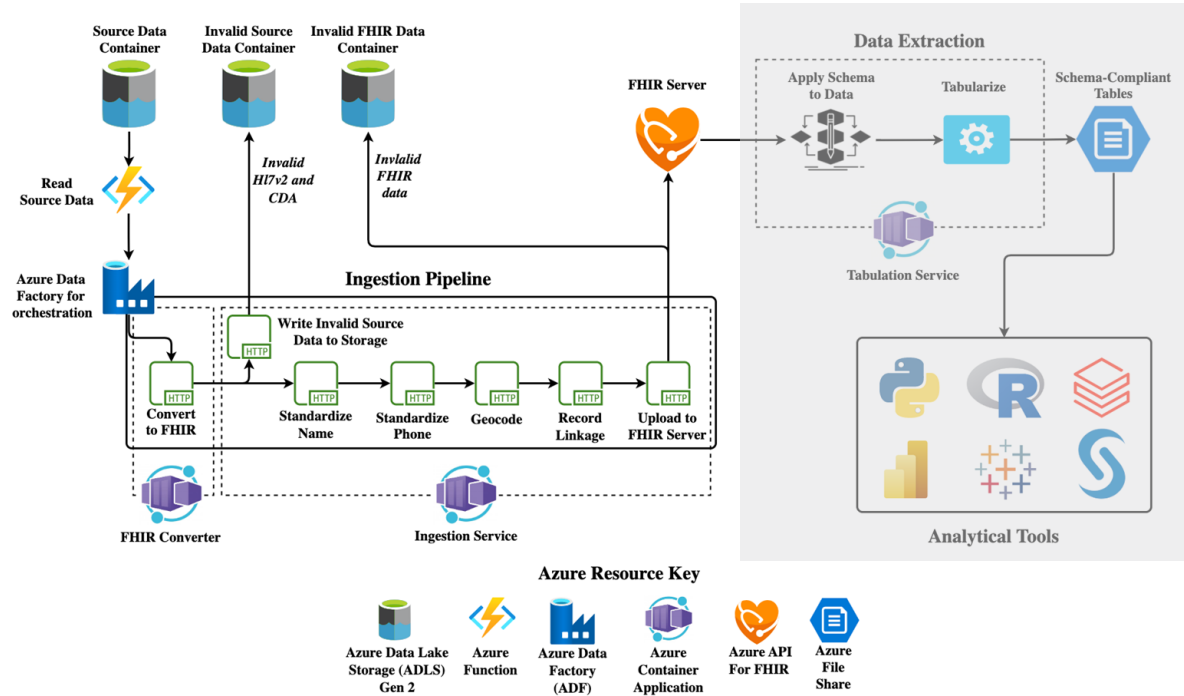 Source Data
Container
Invalid Source
Data Container
Invalid FHIR Data
Container
FHIR Server
Data Extraction
Apply Schema
to Data
Tabularize
Schema-Compliant
Tables
Invalid
Hl7v2 and
CDA
Invlalid
FHIR
data
Read
Source Data
Tabulation Service
Azure Data
Factory for
orchestration
Ingestion Pipeline
Write Invalid Source
Data to Storage
HTTP
HTTP
HTTP
HTTP
HTTP
HTTP
HTTP
Convert
to FHIR
Standardize
Name
Standardize
Phone
Geocode
Record
Linkage
Upload to
FHIR Server
R
FHIR Converter
Ingestion Service
Analytical Tools
Azure Resource Key
Azure Data Lake
Storage (ADLS)
Gen 2
Azure
Function
Azure Data
Factory
(ADF)
Azure
Container
Application
Azure API
For FHIR
Azure
File
Share